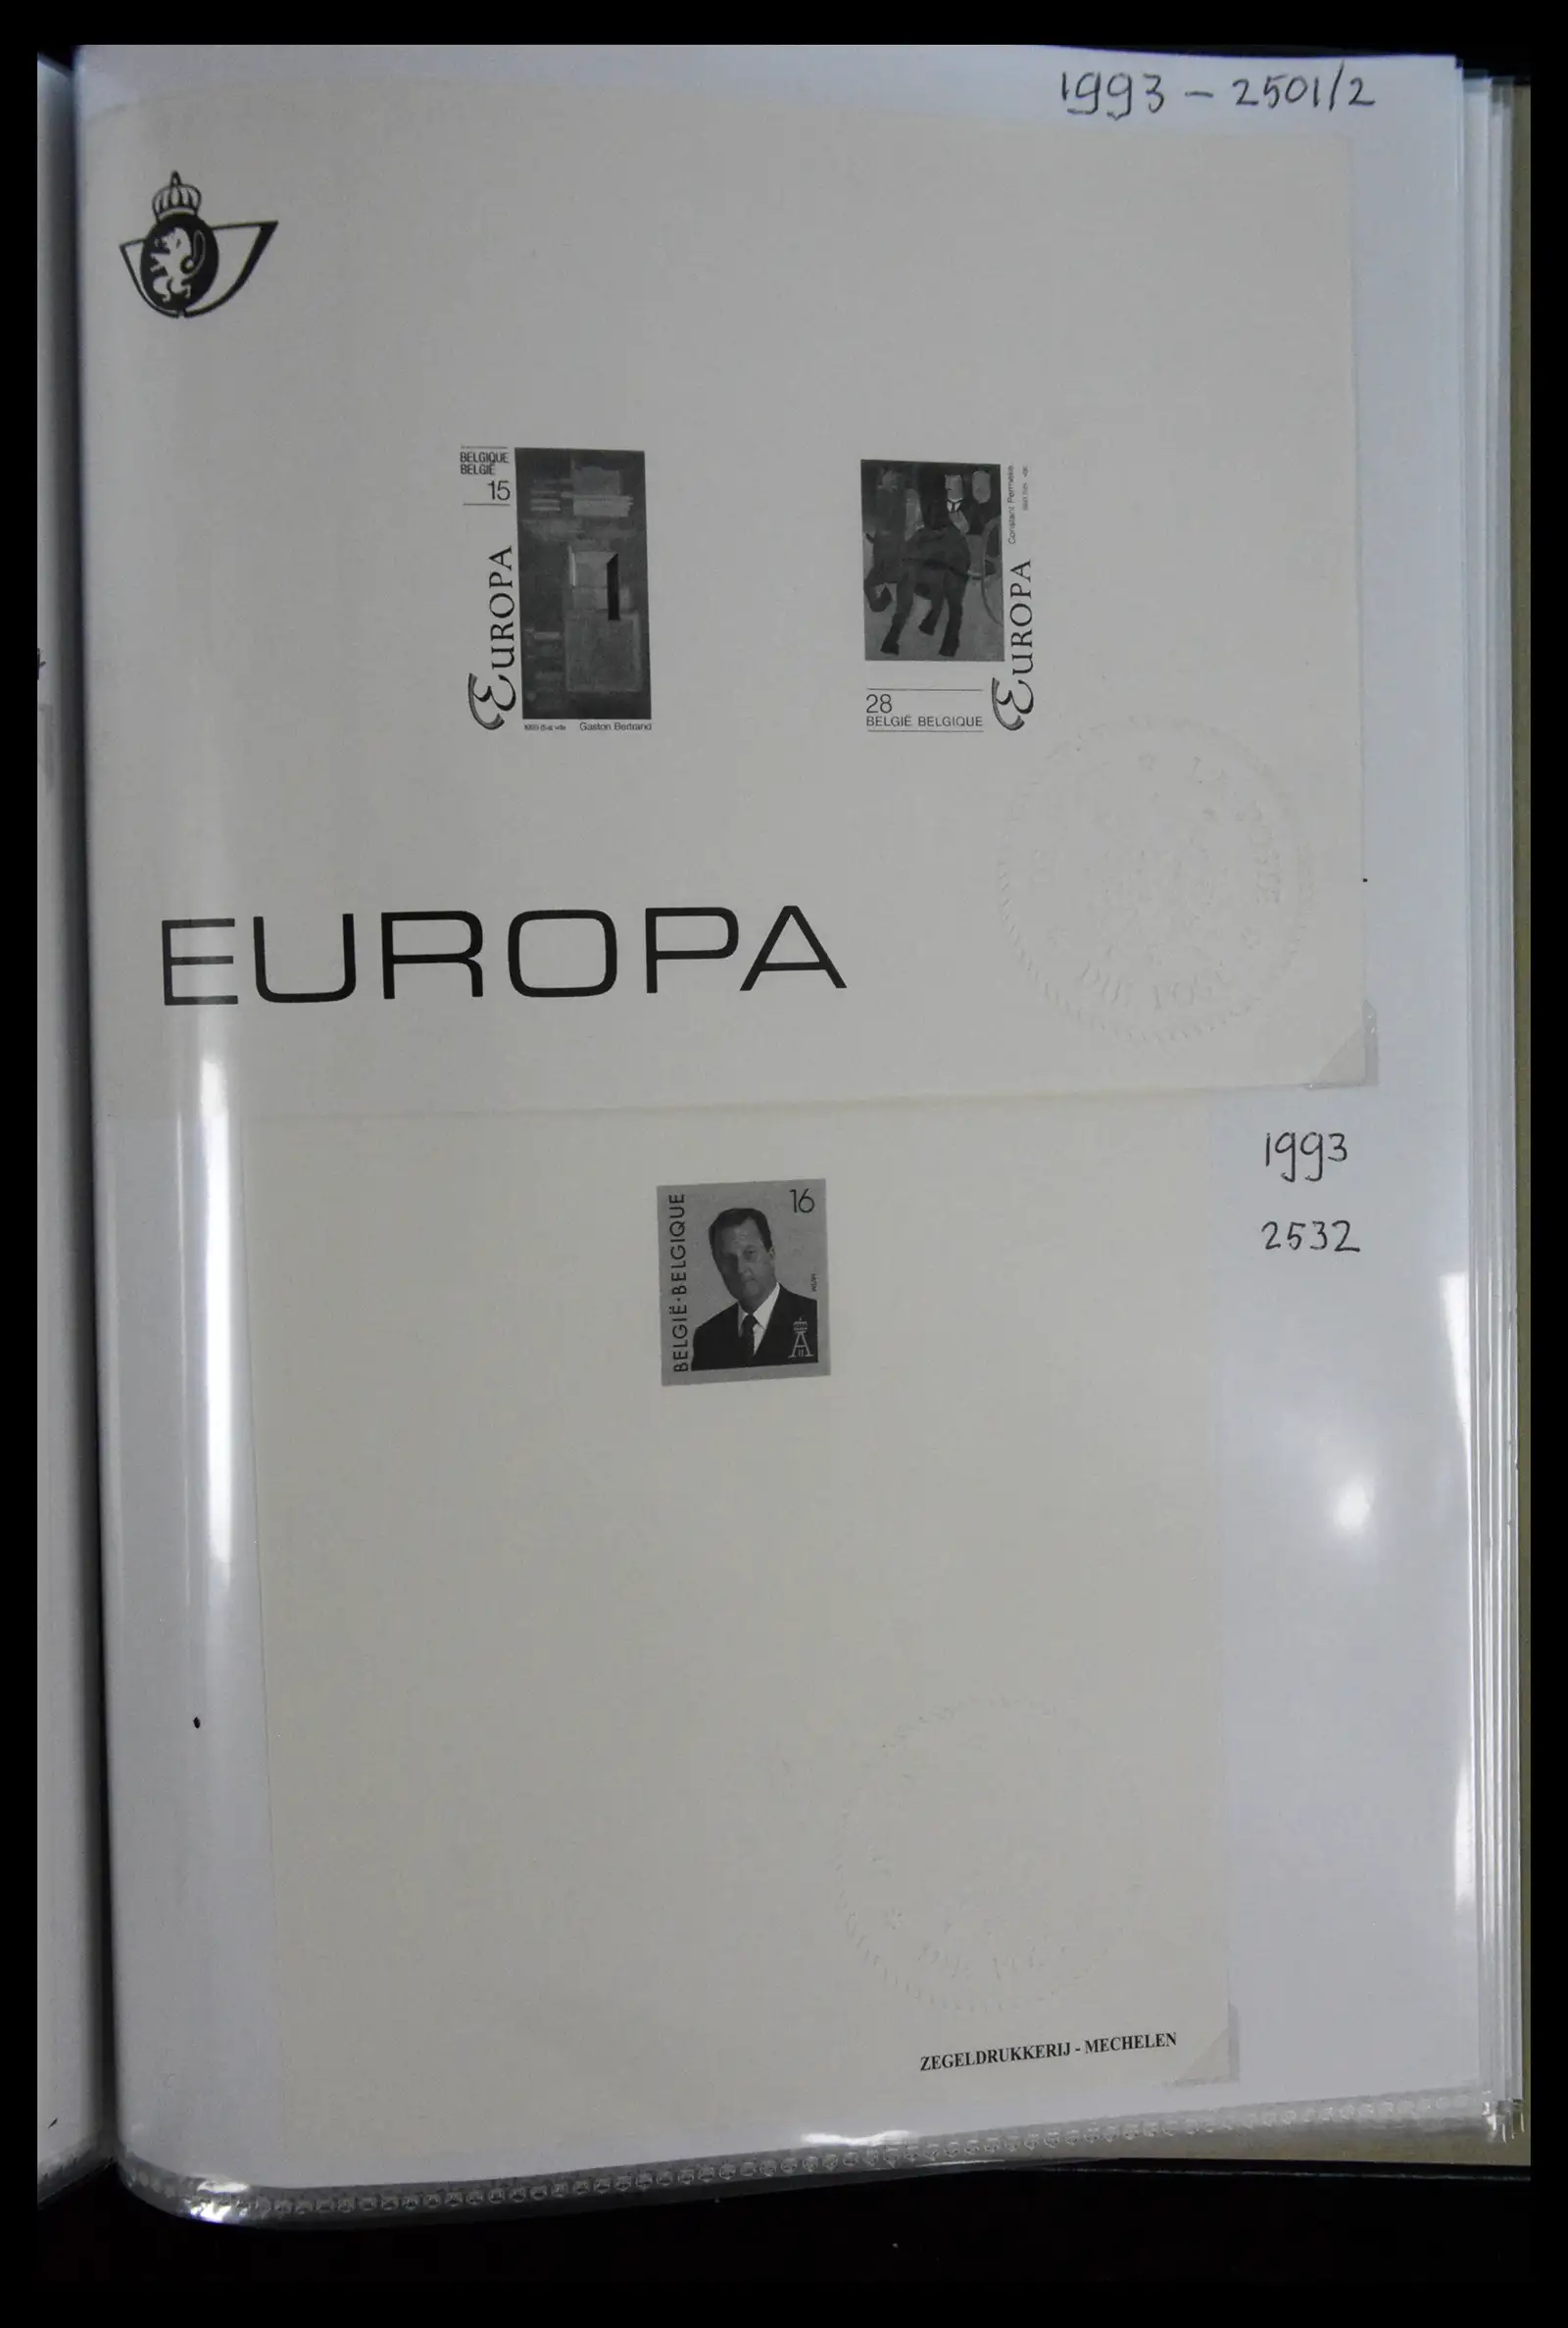 1993 - 2501/2
BELGIQUE
BELGIË
15
EUROPA
Gaston Bertrand
Constant Permeke
EUROPA
28
BELGIË BELGIQUE
EUROPA
1993
2532
16
BELGIË·BELGIQUE
A
II
ZEGELDRUKKERIJ - MECHELEN